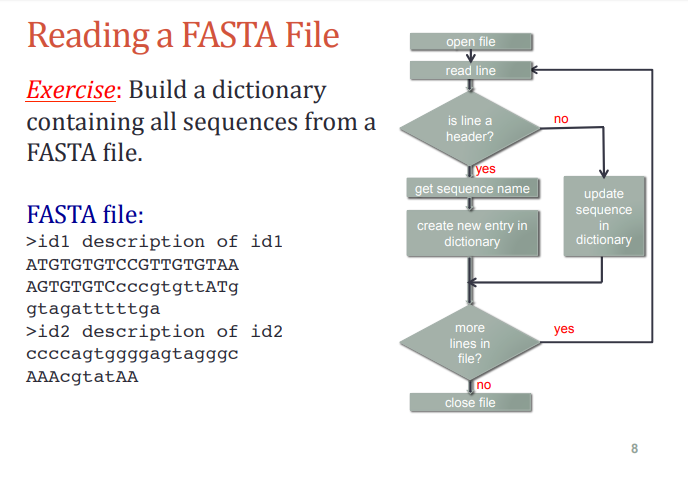 Reading a FASTA File
Exercise: Build a dictionary
containing all sequences from a
FASTA file.
FASTA file:
>id1 description of id1
ATGTGTGTCCGTTGTGTAA
AGTGTGTCCccgtgttATg
gtagatttttga
>id2 description of id2
ccccagtggggagtagggc
AAAcgtatAA
open file
read line
is line a
header?
no
yes
get sequence name
create new entry in
dictionary
update
sequence
in
dictionary
more
lines in
file?
yes
no
close file
8